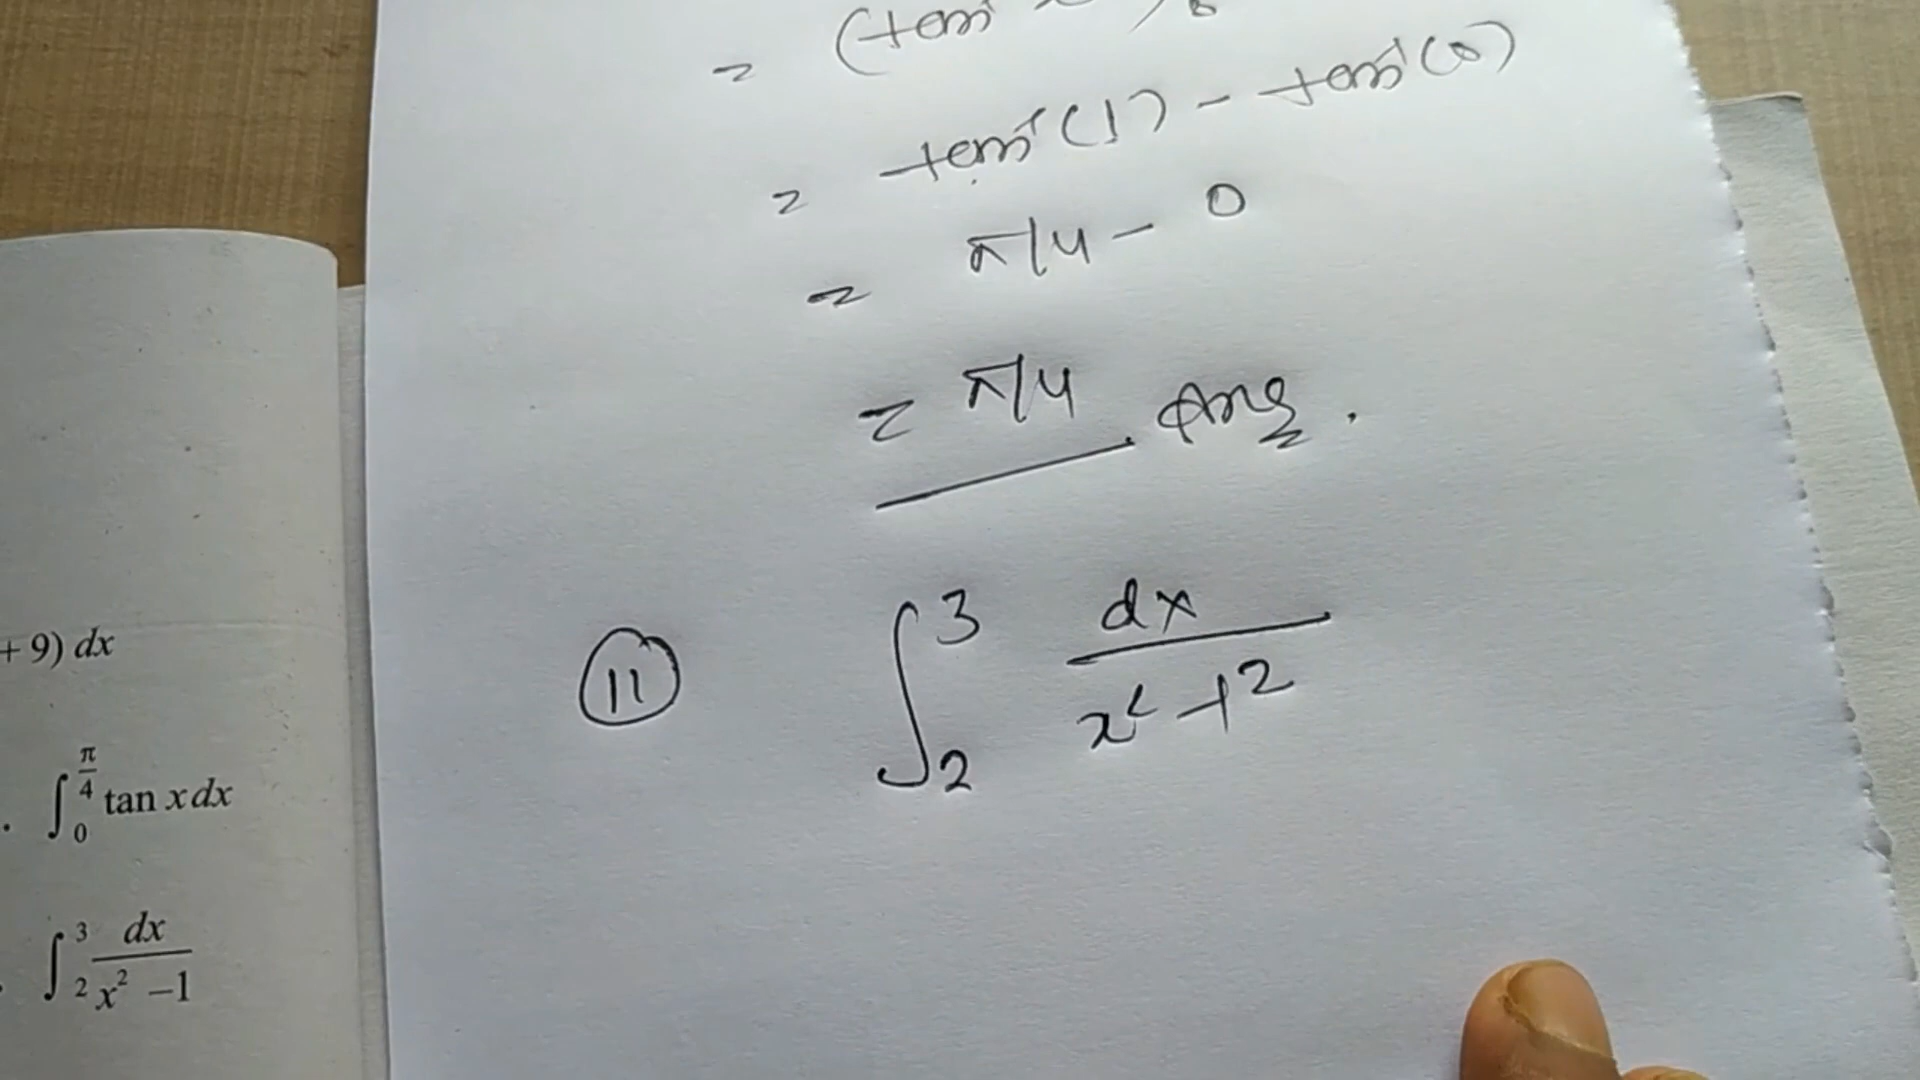 = (tan
= tan⁻¹(1) - tan⁻¹(0)
= π/4 - 0
= π/4 Ans.
11 ∫₂³ dx / x² - 1²
+ 9) dx
. ∫₀^(π/4) tan x dx
. ∫₂³ dx / x² − 1